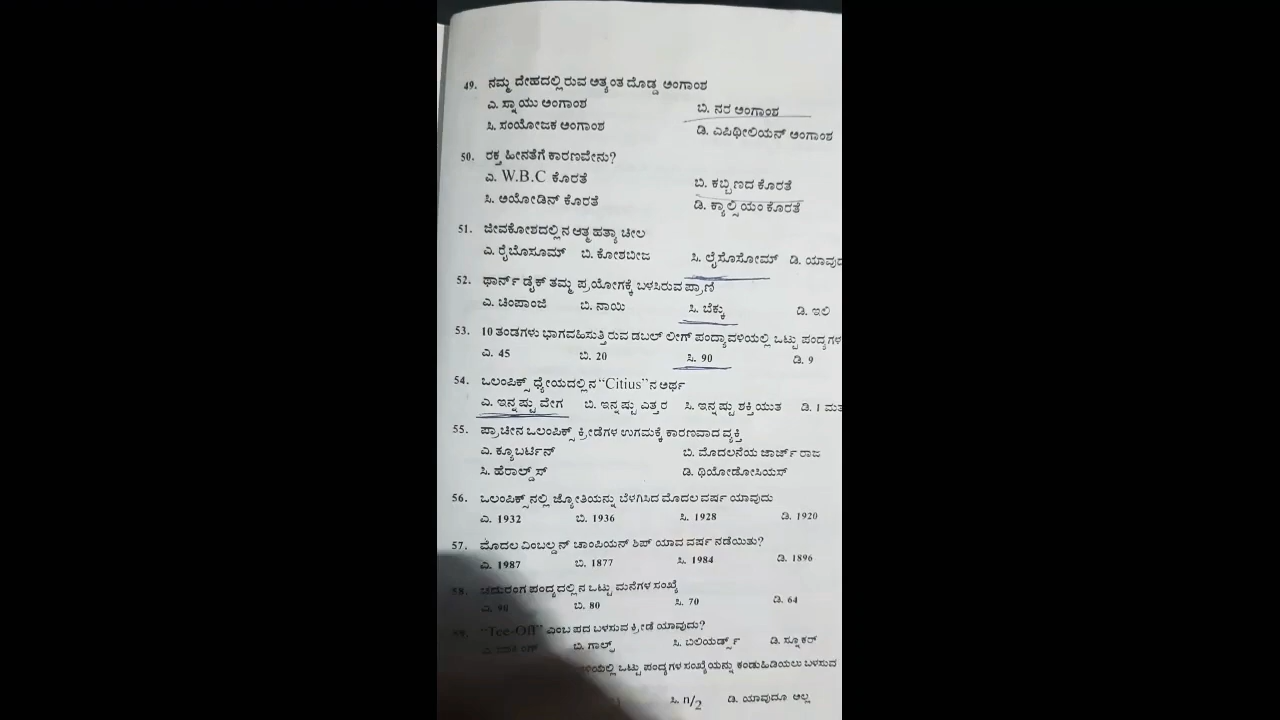 49. ನಮ್ಮ ದೇಹದಲ್ಲಿರುವ ಅತ್ಯಂತ ದೊಡ್ಡ ಅಂಗಾಂಶ
ಎ. ಸ್ನಾಯು ಅಂಗಾಂಶ ಬಿ. ನರ ಅಂಗಾಂಶ
ಸಿ. ಸಂಯೋಜಕ ಅಂಗಾಂಶ ಡಿ. ಎಪಿಥೀಲಿಯನ್ ಅಂಗಾಂಶ
50. ರಕ್ತ ಹೀನತೆಗೆ ಕಾರಣವೇನು?
ಎ. W.B.C ಕೊರತೆ ಬಿ. ಕಬ್ಬಿಣದ ಕೊರತೆ
ಸಿ. ಅಯೋಡಿನ್ ಕೊರತೆ ಡಿ. ಕ್ಯಾಲ್ಸಿಯಂ ಕೊರತೆ
51. ಜೀವಕೋಶದಲ್ಲಿನ ಆತ್ಮಹತ್ಯಾ ಚೀಲ
ಎ. ರೈಬೊಸೂಮ್ ಬಿ. ಕೋಶಬೀಜ ಸಿ. ಲೈಸೊಸೋಮ್ ಡಿ.
52. ಥಾರ್ನ್ ಡೈಕ್ ತಮ್ಮ ಪ್ರಯೋಗಕ್ಕೆ ಬಳಸಿರುವ ಪ್ರಾಣಿ
ಎ. ಚಿಂಪಾಂಜಿ ಬಿ. ನಾಯಿ ಸಿ. ಬೆಕ್ಕು ಡಿ. ಇಲಿ
53. 10 ತಂಡಗಳು ಭಾಗವಹಿಸುತ್ತಿರುವ ಡಬಲ್ ಲೀಗ್ ಪಂದ್ಯಾವಳಿಯಲ್ಲಿ ಒಟ್ಟು ಪಂದ್ಯಗಳ
ಎ. 45 ಬಿ. 20 ಸಿ. 90 ಡಿ. 9
54. ಒಲಂಪಿಕ್ಸ್ ಧ್ಯೇಯದಲ್ಲಿನ “Citius” ನ ಅರ್ಥ
ಎ. ಇನ್ನಷ್ಟು ವೇಗ ಬಿ. ಇನ್ನಷ್ಟು ಎತ್ತರ ಸಿ. ಇನ್ನಷ್ಟು ಶಕ್ತಿಯುತ ಡಿ. 1
55. ಪ್ರಾಚೀನ ಒಲಂಪಿಕ್ಸ್ ಕ್ರೀಡೆಗಳ ಉಗಮಕ್ಕೆ ಕಾರಣವಾದ ವ್ಯಕ್ತಿ
ಎ. ಕ್ಯೂಬರ್ಟಿನ್ ಬಿ. ಮೊದಲನೆಯ ಜಾರ್ಜ್ ರಾಜ
ಸಿ. ಹೆರಾಲ್ಡ್ಸ್ ಡಿ. ಥಿಯೋಡೋಸಿಯಸ್
56. ಒಲಂಪಿಕ್ಸ್‌ನಲ್ಲಿ ಜ್ಯೋತಿಯನ್ನು ಬೆಳಗಿಸಿದ ಮೊದಲ ವರ್ಷ ಯಾವುದು
ಎ. 1932 ಬಿ. 1936 ಸಿ. 1928 ಡಿ. 1920
57. ಮೊದಲ ವಿಂಬಲ್ಡನ್ ಚಾಂಪಿಯನ್ ಶಿಪ್ ಯಾವ ವರ್ಷ ನಡೆಯಿತು?
ಎ. 1987 ಬಿ. 1877 ಸಿ. 1984 ಡಿ. 1896
58. ಚದುರಂಗ ಪಂದ್ಯದಲ್ಲಿನ ಒಟ್ಟು ಮನೆಗಳ ಸಂಖ್ಯೆ
ಎ. 90 ಬಿ. 80 ಸಿ. 70 ಡಿ. 64
59. “Tee-Off” ಎಂಬ ಪದ ಬಳಸುವ ಕ್ರೀಡೆ ಯಾವುದು?
ಬಿ. ಗಾಲ್ಫ್ ಸಿ. ಬಿಲಿಯರ್ಡ್ಸ್ ಡಿ. ಸ್ನೂಕರ್
ಒಟ್ಟು ಪಂದ್ಯಗಳ ಸಂಖ್ಯೆಯನ್ನು ಕಂಡುಹಿಡಿಯಲು ಬಳಸುವ
ಸಿ. n/2 ಡಿ. ಯಾವುದೂ ಅಲ್ಲ